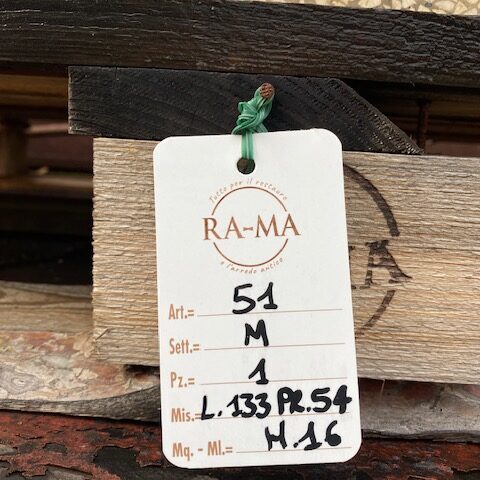 Tutto per il restauro
RA-MA
e l'arredo antico
Art.= 51
Sett.= M
Pz.= 1
Mis.= L.133 PR.54
Mq. - Ml.= H.16
MA